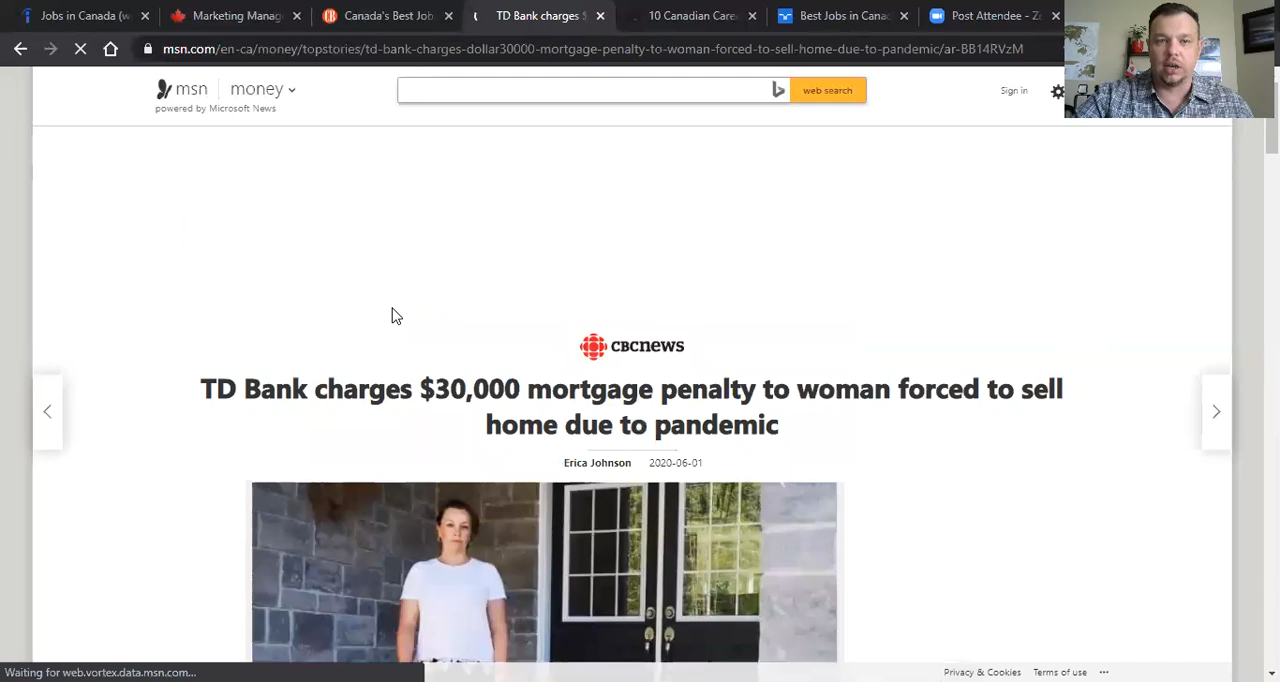 Jobs in Canada (w
Marketing Manag
Canada's Best Job
TD Bank charges $
10 Canadian Care
Best Jobs in Cana
Post Attendee - Z
msn.com/en-ca/money/topstories/td-bank-charges-dollar30000-mortgage-penalty-to-woman-forced-to-sell-home-due-to-pandemic/ar-BB14RVzM
msn money
powered by Microsoft News
web search
Sign in
CBCNEWS
TD Bank charges $30,000 mortgage penalty to woman forced to sell
home due to pandemic
Erica Johnson 2020-06-01
Waiting for web.vortex.data.msn.com...
Privacy & Cookies Terms of use ...